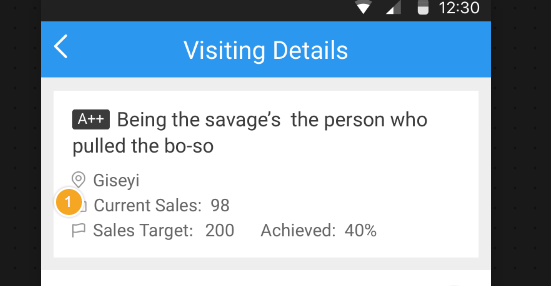 12:30
Visiting Details
A++ Being the savage's the person who
pulled the bo-so
Giseyi
1
Current Sales: 98
Sales Target: 200 Achieved: 40%